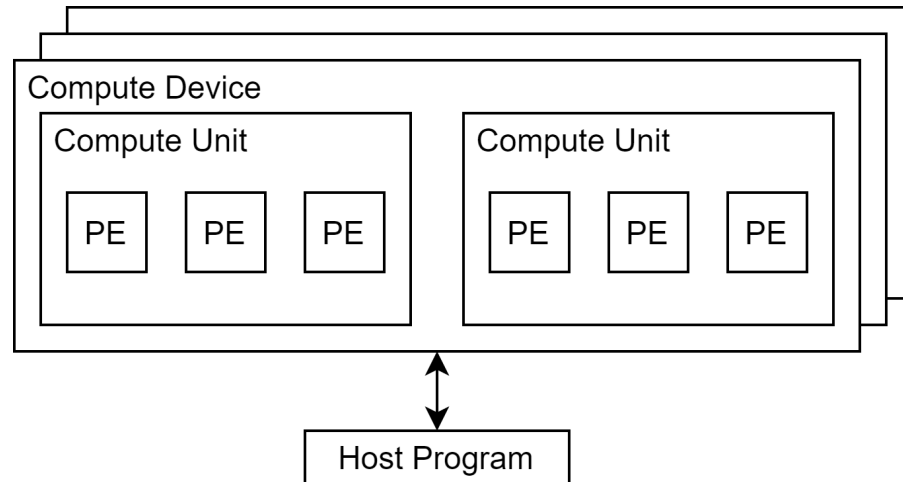 Compute Device
Compute Unit
PE PE PE
Compute Unit
PE PE PE
Host Program